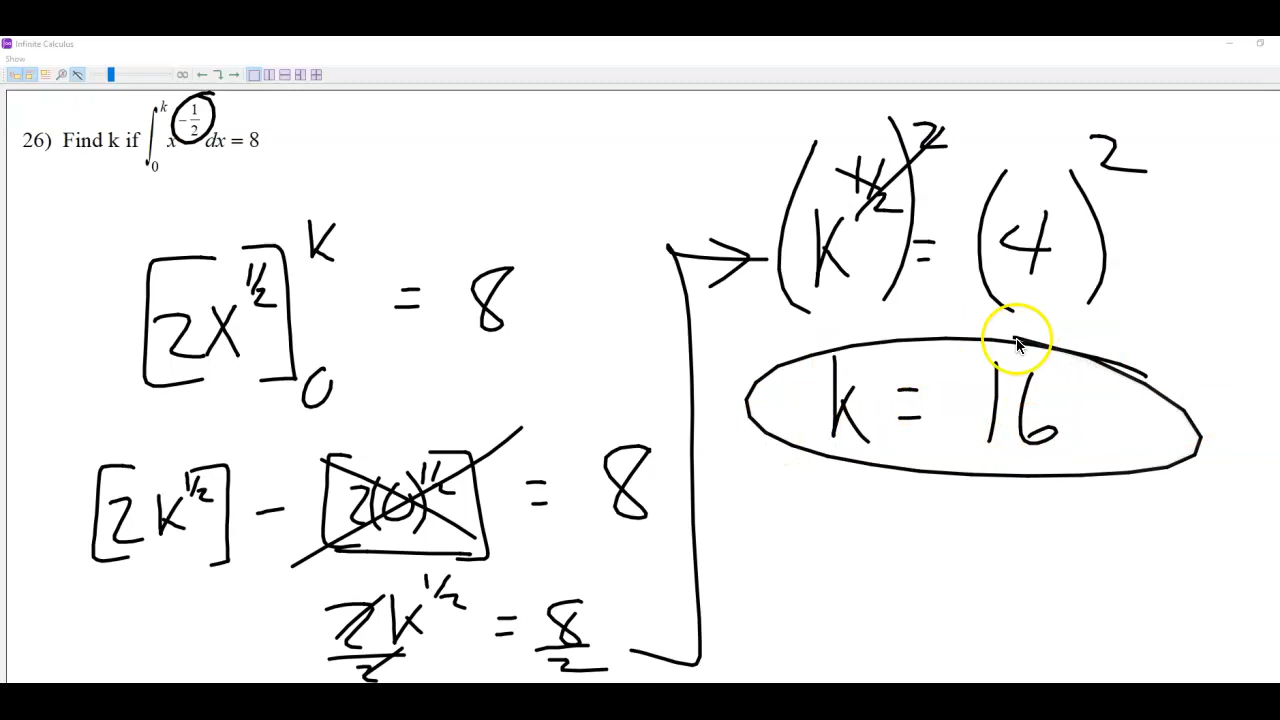 Infinite Calculus
Show
26) Find k if ∫₀ᵏ x^(-1/2) dx = 8
[2x^(1/2)]₀ᴷ = 8
[2K^(1/2)] - [2(0)^(1/2)] = 8
2K^(1/2)/2 = 8/2
(K^(1/2))^2 = (4)^2
K = 16